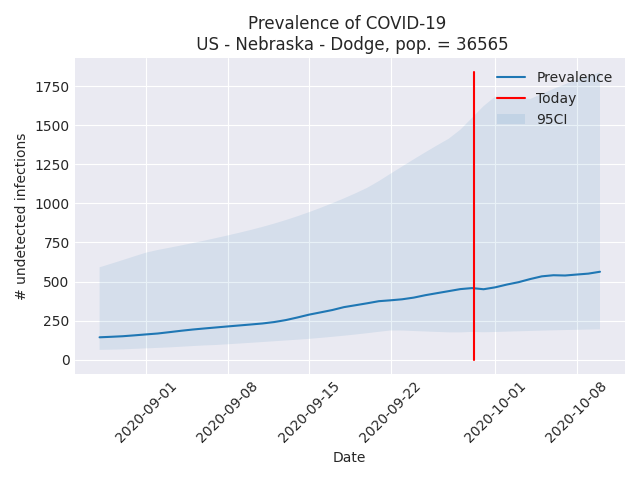 Prevalence of COVID-19
US - Nebraska - Dodge, pop. = 36565
Prevalence
Today
95CI
# undetected infections
1750
1500
1250
1000
750
500
250
0
2020-09-01
2020-09-08
2020-09-15
2020-09-22
2020-10-01
2020-10-08
Date